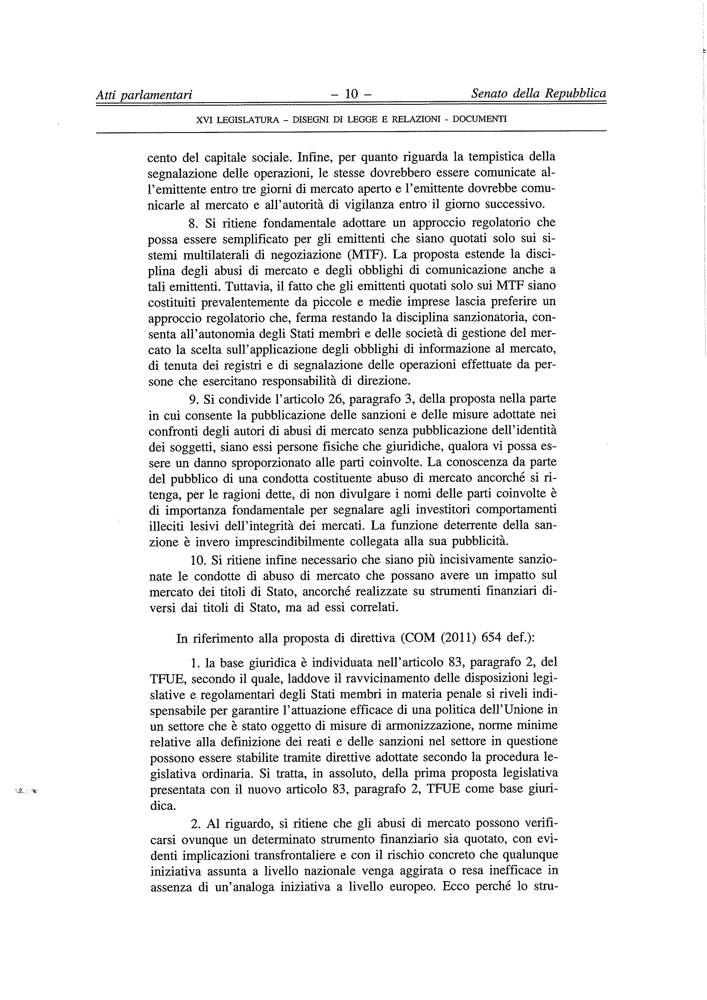 Atti parlamentari – 10 – Senato della Repubblica
XVI LEGISLATURA – DISEGNI DI LEGGE E RELAZIONI - DOCUMENTI
cento del capitale sociale. Infine, per quanto riguarda la tempistica della
segnalazione delle operazioni, le stesse dovrebbero essere comunicate al-
l'emittente entro tre giorni di mercato aperto e l'emittente dovrebbe comu-
nicarle al mercato e all'autorità di vigilanza entro il giorno successivo.
8. Si ritiene fondamentale adottare un approccio regolatorio che
possa essere semplificato per gli emittenti che siano quotati solo sui si-
stemi multilaterali di negoziazione (MTF). La proposta estende la disci-
plina degli abusi di mercato e degli obblighi di comunicazione anche a
tali emittenti. Tuttavia, il fatto che gli emittenti quotati solo sui MTF siano
costituiti prevalentemente da piccole e medie imprese lascia preferire un
approccio regolatorio che, ferma restando la disciplina sanzionatoria, con-
senta all'autonomia degli Stati membri e delle società di gestione del mer-
cato la scelta sull'applicazione degli obblighi di informazione al mercato,
di tenuta dei registri e di segnalazione delle operazioni effettuate da per-
sone che esercitano responsabilità di direzione.
9. Si condivide l'articolo 26, paragrafo 3, della proposta nella parte
in cui consente la pubblicazione delle sanzioni e delle misure adottate nei
confronti degli autori di abusi di mercato senza pubblicazione dell'identità
dei soggetti, siano essi persone fisiche che giuridiche, qualora vi possa es-
sere un danno sproporzionato alle parti coinvolte. La conoscenza da parte
del pubblico di una condotta costituente abuso di mercato ancorché si ri-
tenga, per le ragioni dette, di non divulgare i nomi delle parti coinvolte è
di importanza fondamentale per segnalare agli investitori comportamenti
illeciti lesivi dell'integrità dei mercati. La funzione deterrente della san-
zione è invero imprescindibilmente collegata alla sua pubblicità.
10. Si ritiene infine necessario che siano più incisivamente sanzio-
nate le condotte di abuso di mercato che possano avere un impatto sul
mercato dei titoli di Stato, ancorché realizzate su strumenti finanziari di-
versi dai titoli di Stato, ma ad essi correlati.
In riferimento alla proposta di direttiva (COM (2011) 654 def.):
1. la base giuridica è individuata nell'articolo 83, paragrafo 2, del
TFUE, secondo il quale, laddove il ravvicinamento delle disposizioni legi-
slative e regolamentari degli Stati membri in materia penale si riveli indi-
spensabile per garantire l'attuazione efficace di una politica dell'Unione in
un settore che è stato oggetto di misure di armonizzazione, norme minime
relative alla definizione dei reati e delle sanzioni nel settore in questione
possono essere stabilite tramite direttive adottate secondo la procedura le-
gislativa ordinaria. Si tratta, in assoluto, della prima proposta legislativa
presentata con il nuovo articolo 83, paragrafo 2, TFUE come base giuri-
dica.
2. Al riguardo, si ritiene che gli abusi di mercato possono verifi-
carsi ovunque un determinato strumento finanziario sia quotato, con evi-
denti implicazioni transfrontaliere e con il rischio concreto che qualunque
iniziativa assunta a livello nazionale venga aggirata o resa inefficace in
assenza di un'analoga iniziativa a livello europeo. Ecco perché lo stru-